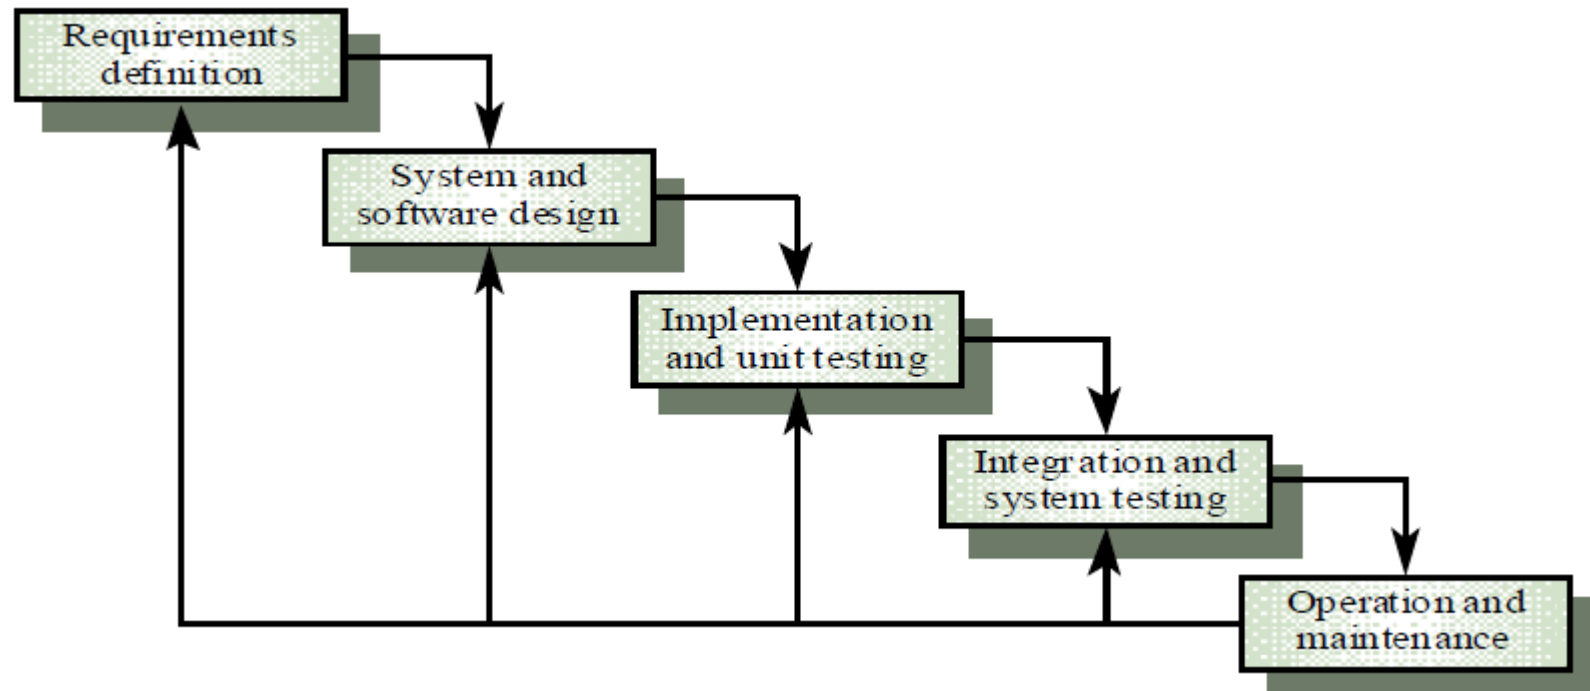 Requirements
definition
System and
software design
Implementation
and unit testing
Integration and
system testing
Operation and
maintenance